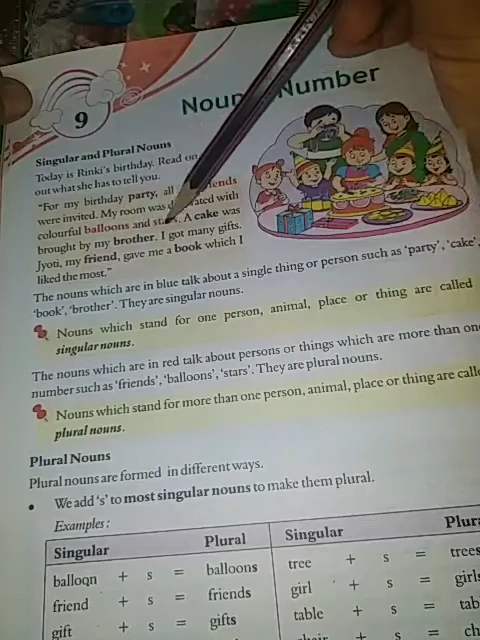 9
Noun Number
Singular and Plural Nouns
Today is Rinki's birthday. Read on
out what she has to tell you.
"For my birthday party, all
were invited. My room was with
colourful balloons and A cake was
brought by my brother. I got many gifts.
Jyoti, my friend, gave me a book which I
liked the most."
The nouns which are in blue talk about a single thing or person such as 'party', 'cake',
'book', 'brother'. They are singular nouns.
Nouns which stand for one person, animal, place or thing are called
singular nouns.
The nouns which are in red talk about persons or things which are more than
number such as 'friends', 'balloons', 'stars'. They are plural nouns.
Nouns which stand for more than one person, animal, place or thing are
plural nouns.
Plural Nouns
Plural nouns are formed in different ways.
• We add 's' to most singular nouns to make them plural.
Examples :
Singular Plural Singular
balloon + s = balloons tree + s = trees
friend + s = friends girl + s =
gift + s = gifts table + s =
+ s =